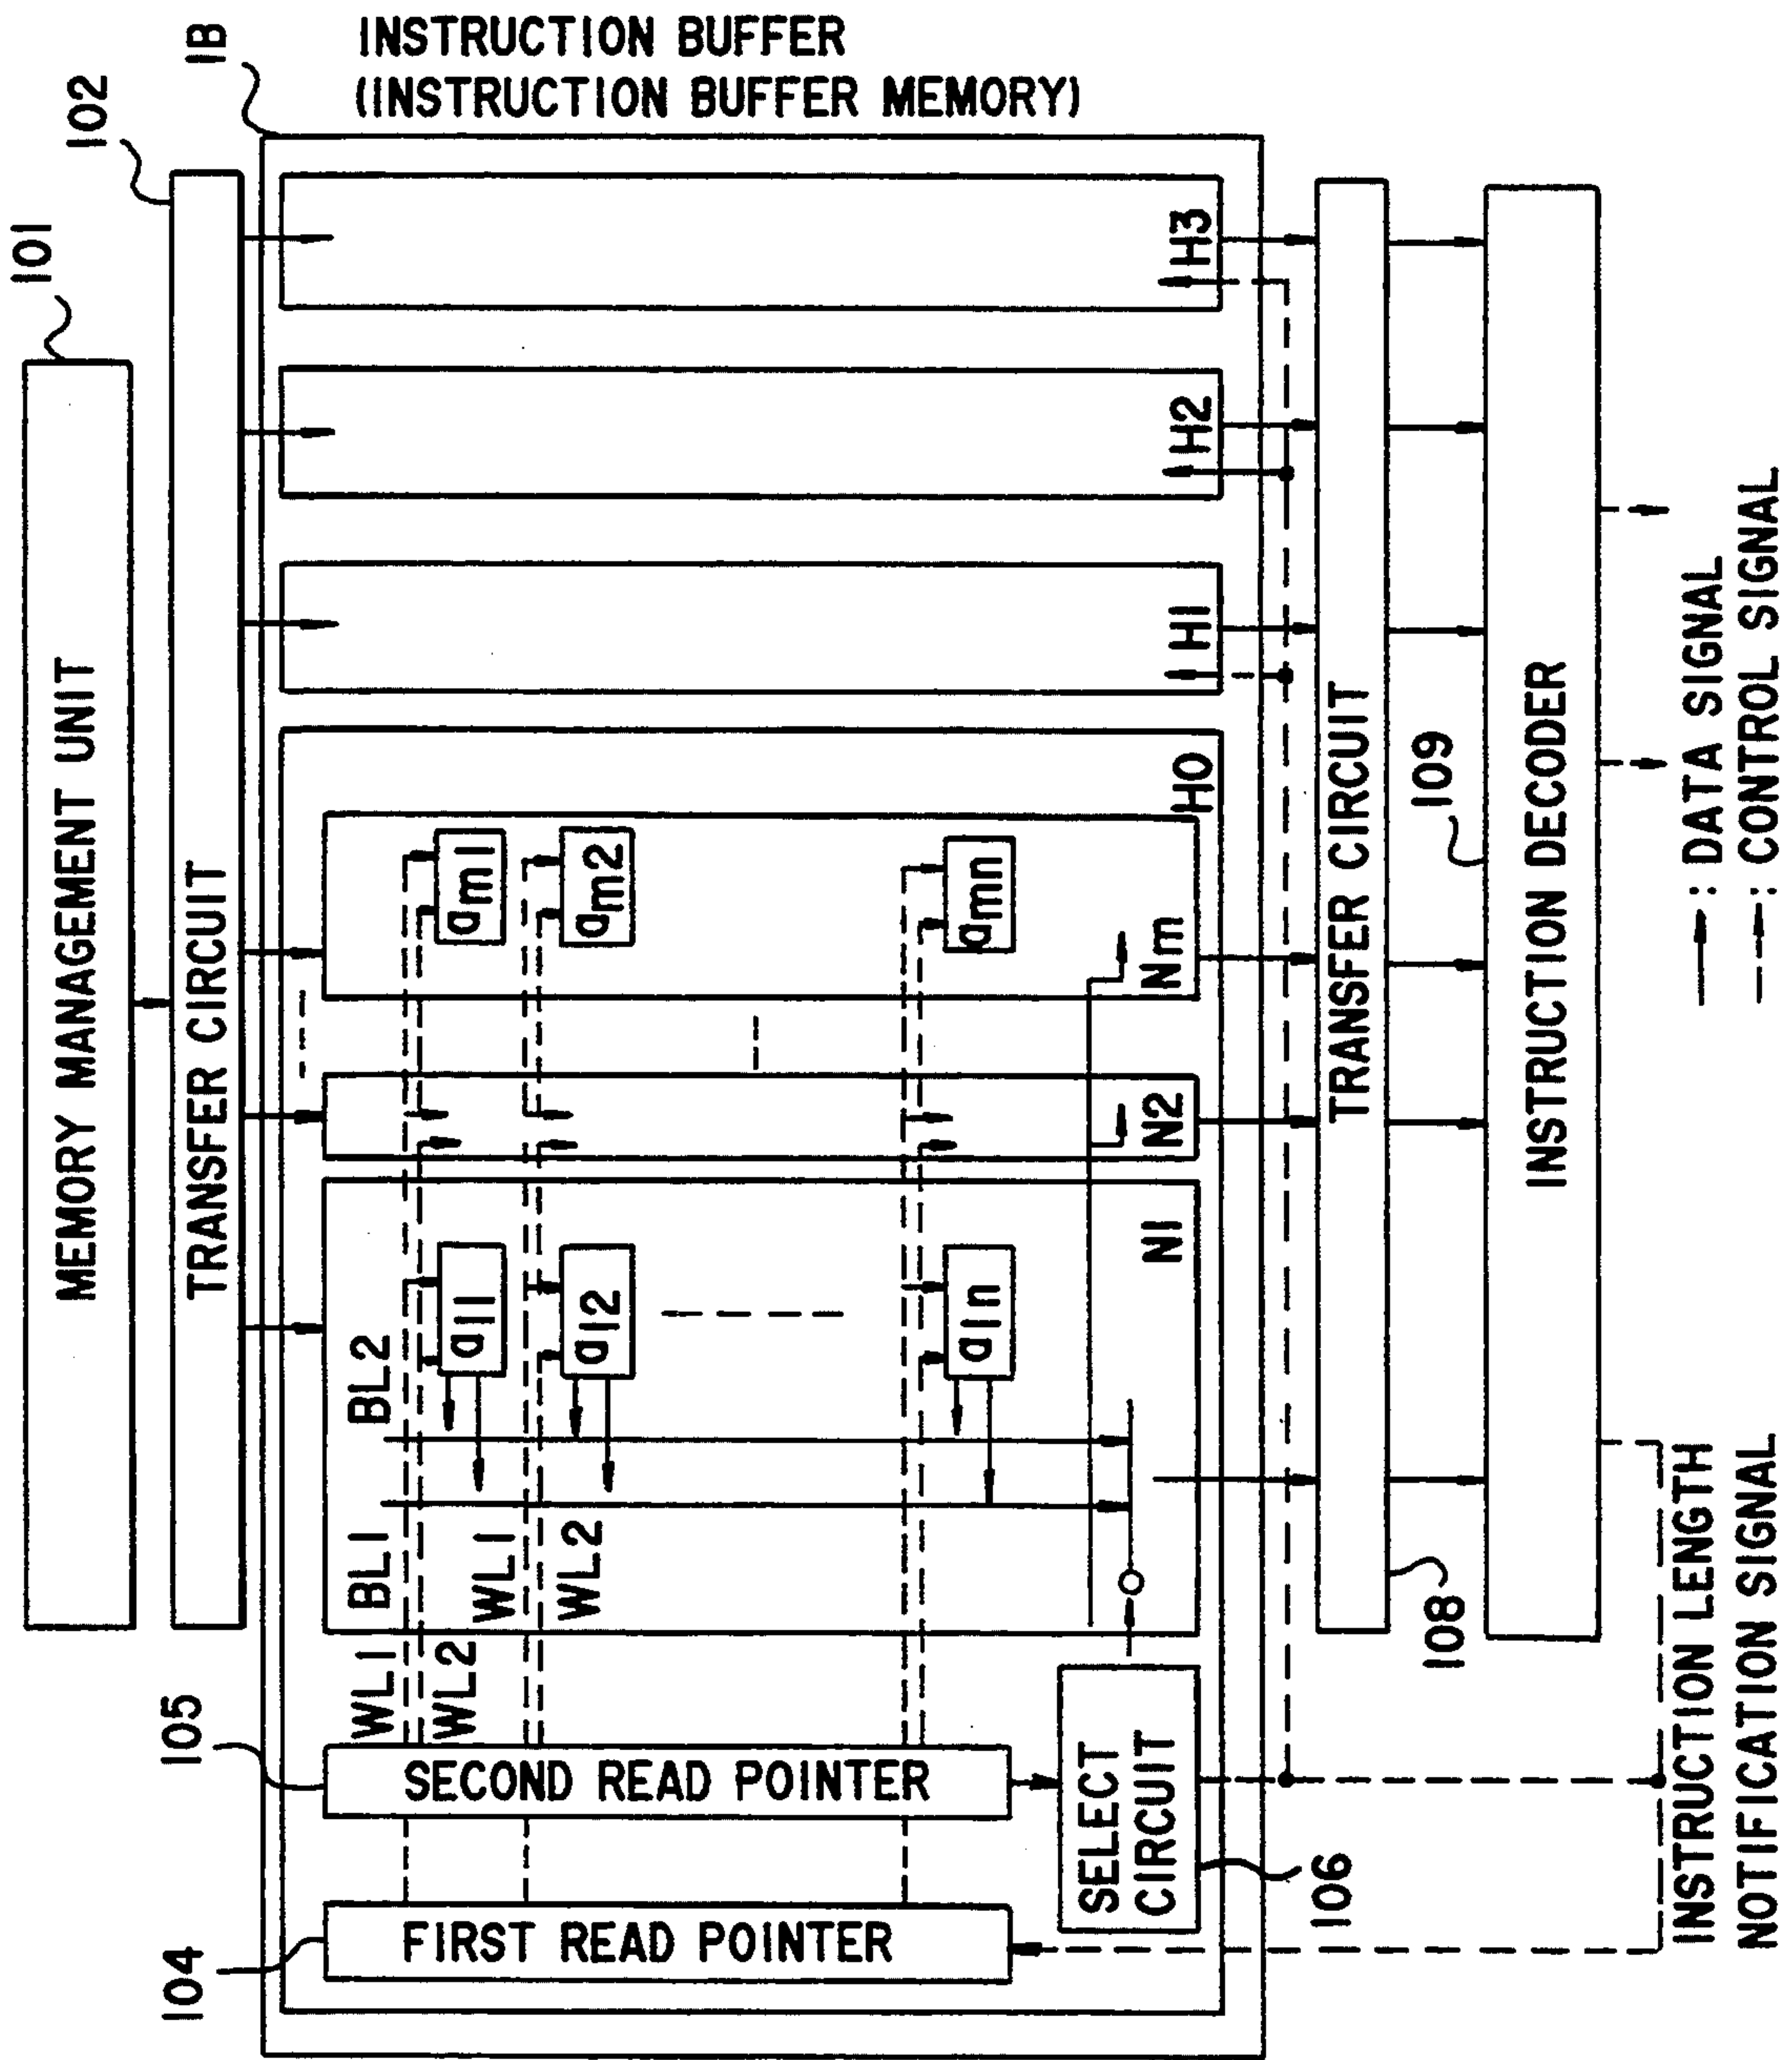 101
MEMORY MANAGEMENT UNIT
102
TRANSFER CIRCUIT
1B
INSTRUCTION BUFFER
(INSTRUCTION BUFFER MEMORY)
104
FIRST READ POINTER
105
SECOND READ POINTER
SELECT
CIRCUIT
106
WL1
WL2
BL1
BL2
WL1
WL2
a11
a12
a1n
N1
N2
am1
am2
amn
Nm
H0
H1
H2
H3
TRANSFER CIRCUIT
108
INSTRUCTION DECODER
109
INSTRUCTION LENGTH
NOTIFICATION SIGNAL
: DATA SIGNAL
: CONTROL SIGNAL